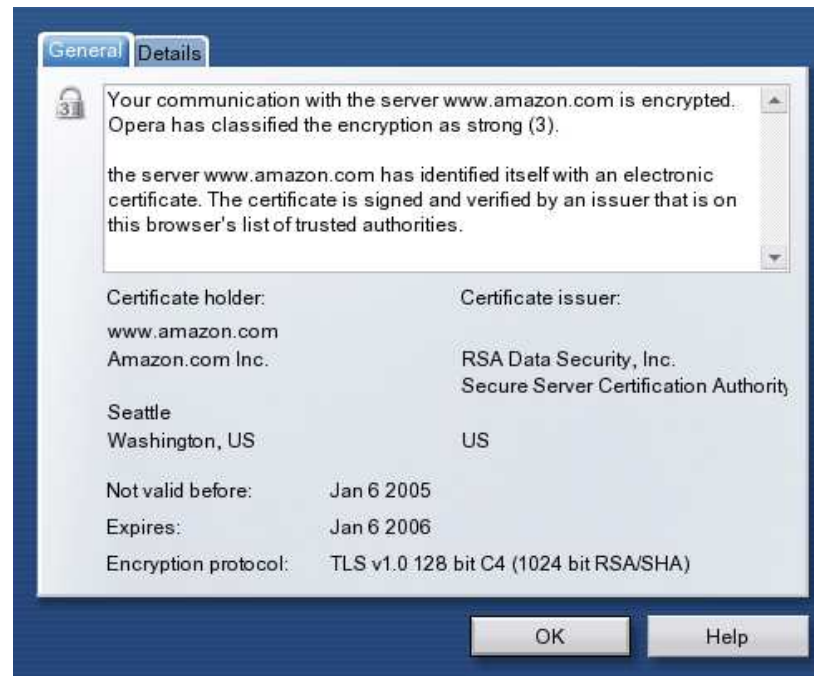 General Details
3
Your communication with the server www.amazon.com is encrypted.
Opera has classified the encryption as strong (3).
the server www.amazon.com has identified itself with an electronic
certificate. The certificate is signed and verified by an issuer that is on
this browser's list of trusted authorities.
Certificate holder: Certificate issuer:
www.amazon.com
Amazon.com Inc. RSA Data Security, Inc.
Secure Server Certification Authority
Seattle
Washington, US US
Not valid before: Jan 6 2005
Expires: Jan 6 2006
Encryption protocol: TLS v1.0 128 bit C4 (1024 bit RSA/SHA)
OK Help